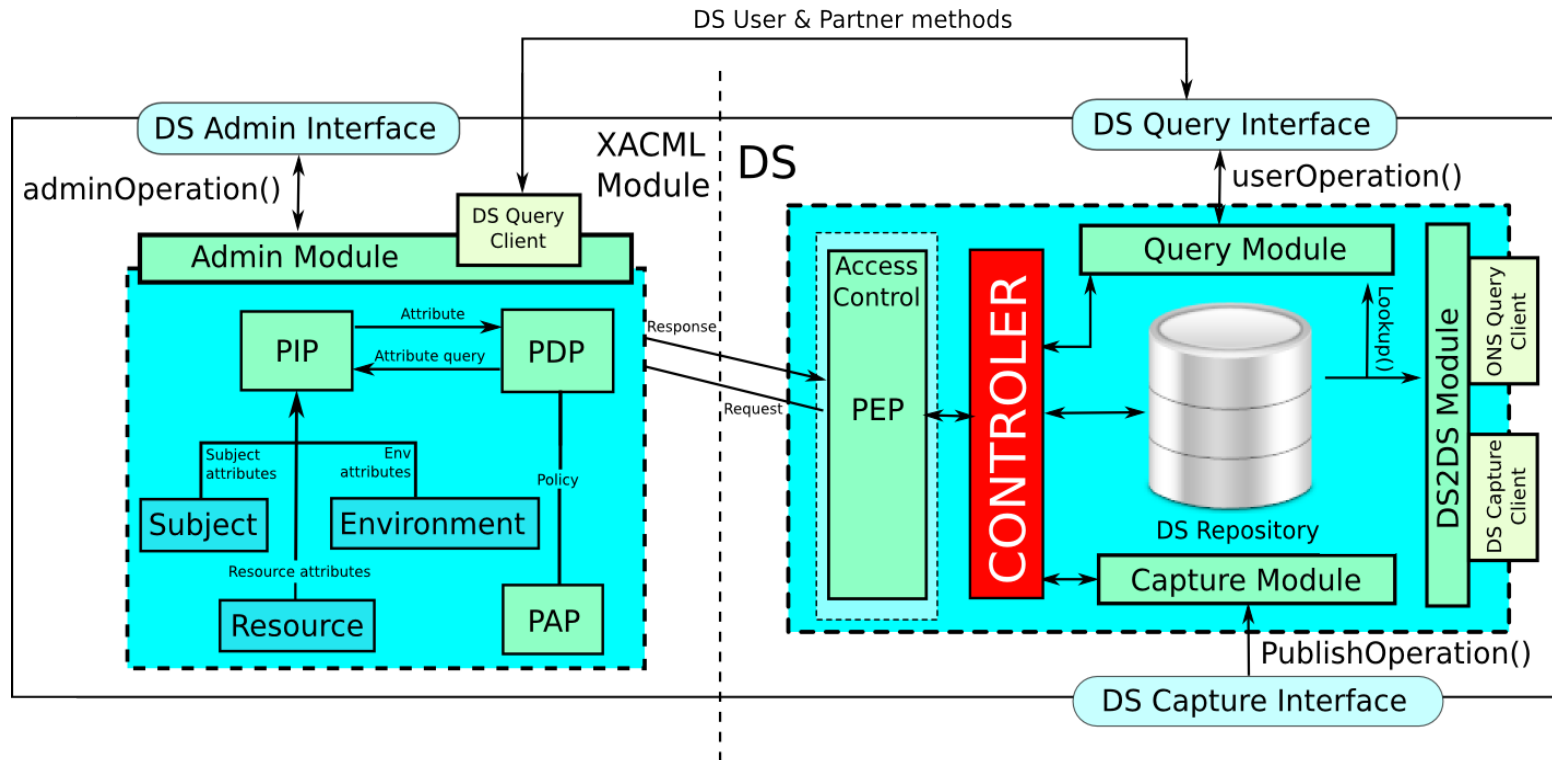 DS User & Partner methods
DS Admin Interface
DS Query Interface
XACML
Module
DS
adminOperation()
userOperation()
DS Query
Client
Admin Module
Query Module
Access
Control
PEP
CONTROLER
PIP
Attribute
Attribute query
PDP
Response
Request
Lookup()
DS2DS Module
ONS Query
Client
DS Capture
Client
Subject
attributes
Env
attributes
Policy
Subject
Environment
Resource attributes
Resource
PAP
DS Repository
Capture Module
PublishOperation()
DS Capture Interface